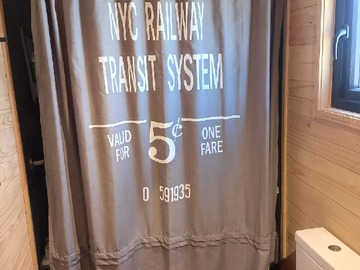 NYC RAILWAY
TRANSIT SYSTEM
VALID FOR 5¢ ONE FARE
0 591935